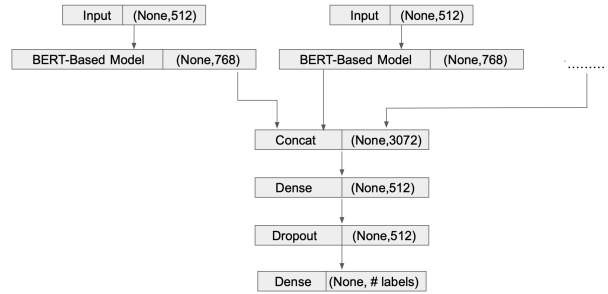 Input (None,512) Input (None,512)
BERT-Based Model (None,768) BERT-Based Model (None,768) .........
Concat (None,3072)
Dense (None,512)
Dropout (None,512)
Dense (None, # labels)